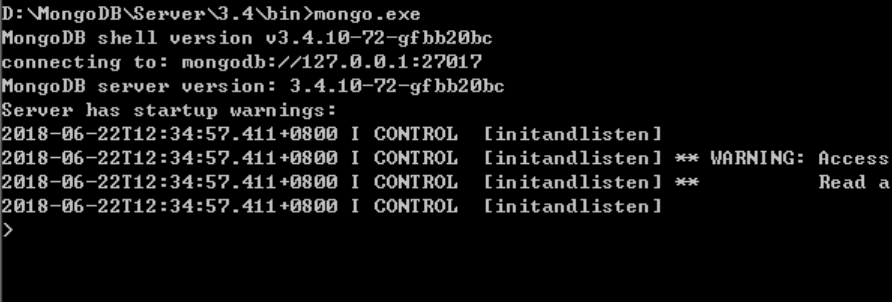 D:\MongoDB\Server\3.4\bin>mongo.exe
MongoDB shell version v3.4.10-72-gfbb20bc
connecting to: mongodb://127.0.0.1:27017
MongoDB server version: 3.4.10-72-gfbb20bc
Server has startup warnings:
2018-06-22T12:34:57.411+0800 I CONTROL  [initandlisten]
2018-06-22T12:34:57.411+0800 I CONTROL  [initandlisten] ** WARNING: Access
2018-06-22T12:34:57.411+0800 I CONTROL  [initandlisten] **          Read a
2018-06-22T12:34:57.411+0800 I CONTROL  [initandlisten]
>